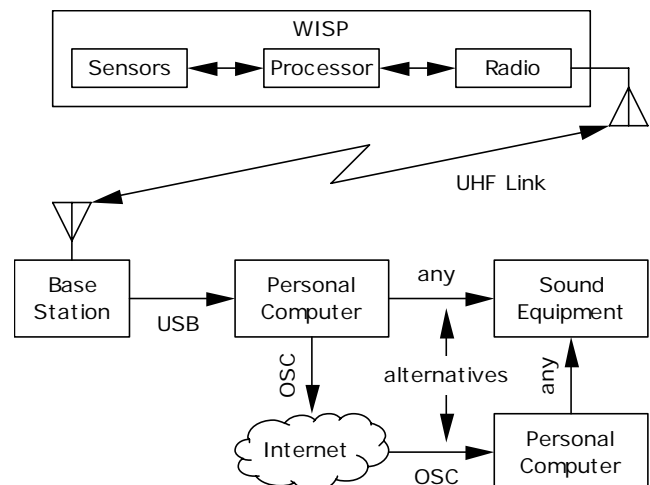 WISP
Sensors
Processor
Radio
UHF Link
Base
Station
USB
Personal
Computer
any
Sound
Equipment
OSC
alternatives
any
Internet
OSC
Personal
Computer